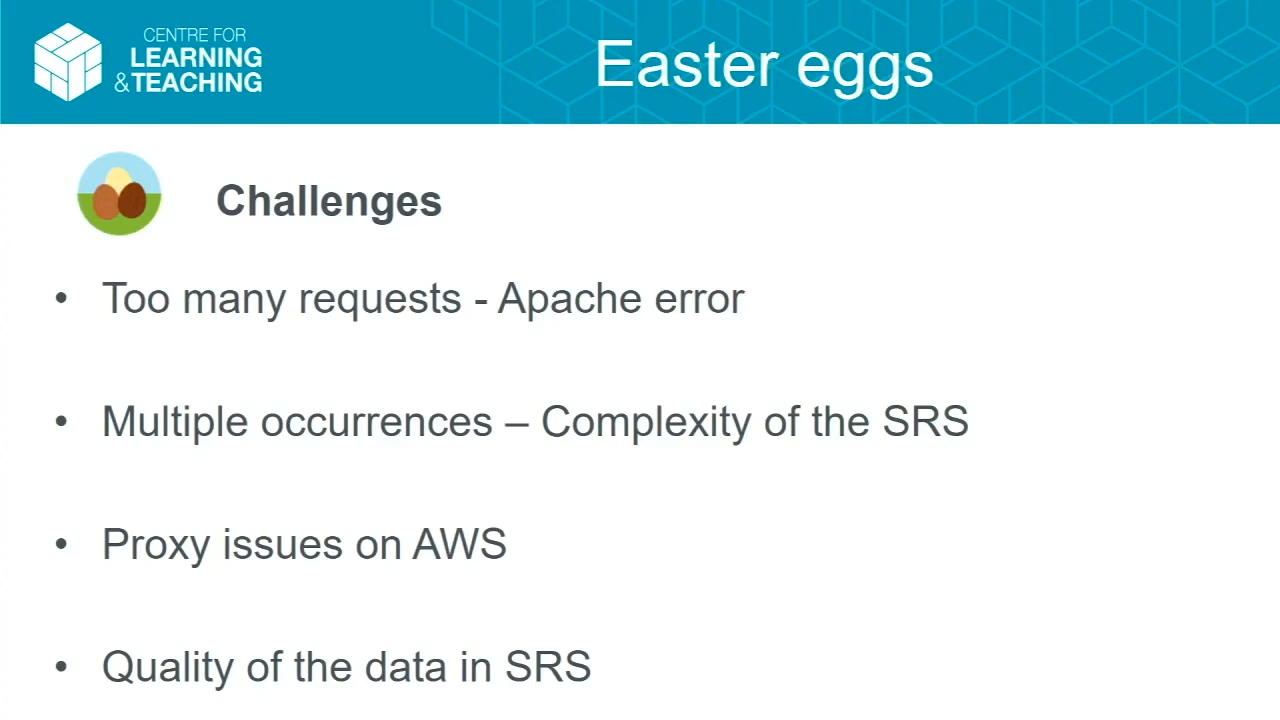 CENTRE FOR
LEARNING
&TEACHING
Easter eggs
Challenges
• Too many requests - Apache error
• Multiple occurrences – Complexity of the SRS
• Proxy issues on AWS
• Quality of the data in SRS